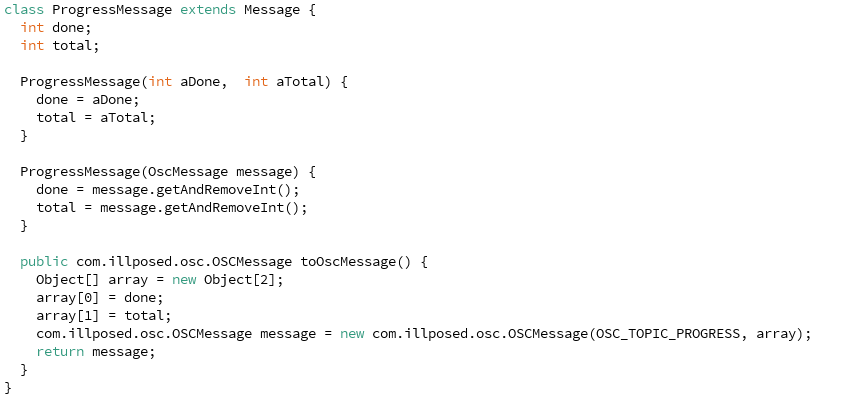 class ProgressMessage extends Message {
  int done;
  int total;

  ProgressMessage(int aDone,  int aTotal) {
    done = aDone;
    total = aTotal;
  }

  ProgressMessage(OscMessage message) {
    done = message.getAndRemoveInt();
    total = message.getAndRemoveInt();
  }

  public com.illposed.osc.OSCMessage toOscMessage() {
    Object[] array = new Object[2];
    array[0] = done;
    array[1] = total;
    com.illposed.osc.OSCMessage message = new com.illposed.osc.OSCMessage(OSC_TOPIC_PROGRESS, array);
    return message;
  }
}